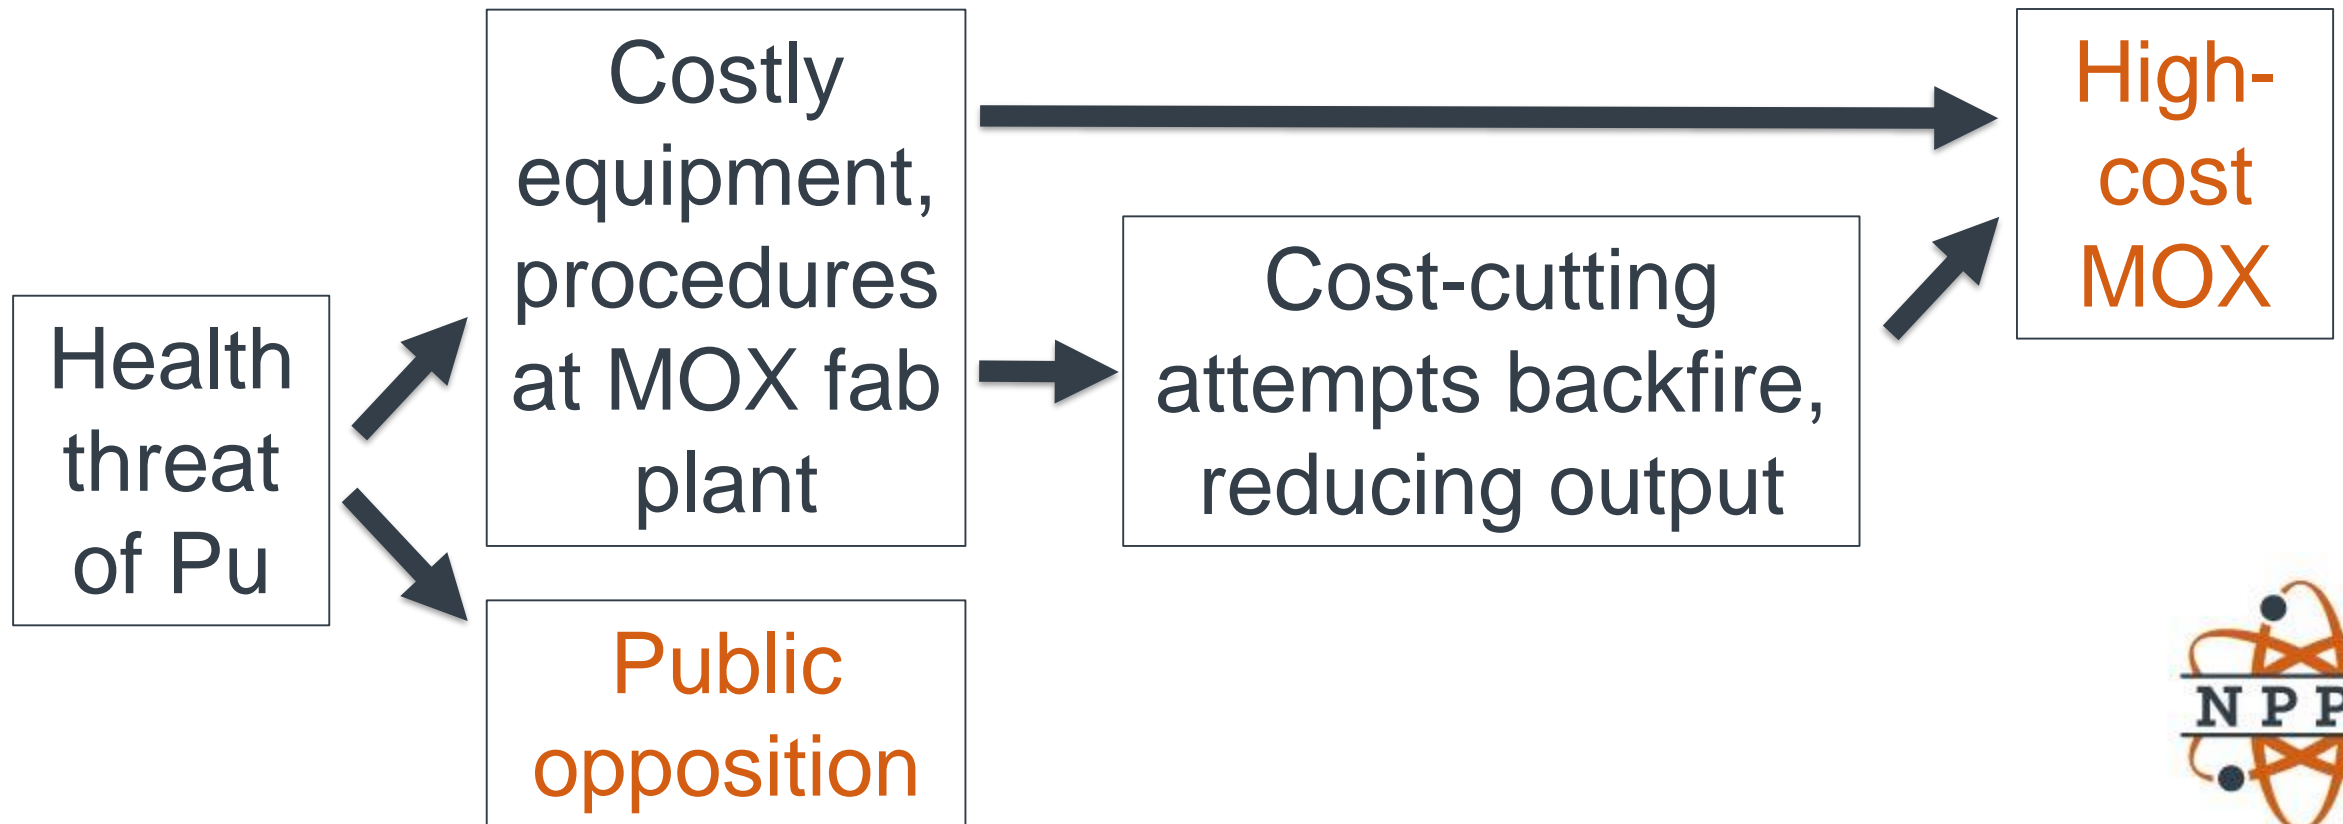 Health
threat
of Pu
Costly
equipment,
procedures
at MOX fab
plant
Public
opposition
Cost-cutting
attempts backfire,
reducing output
High-
cost
MOX
NPP